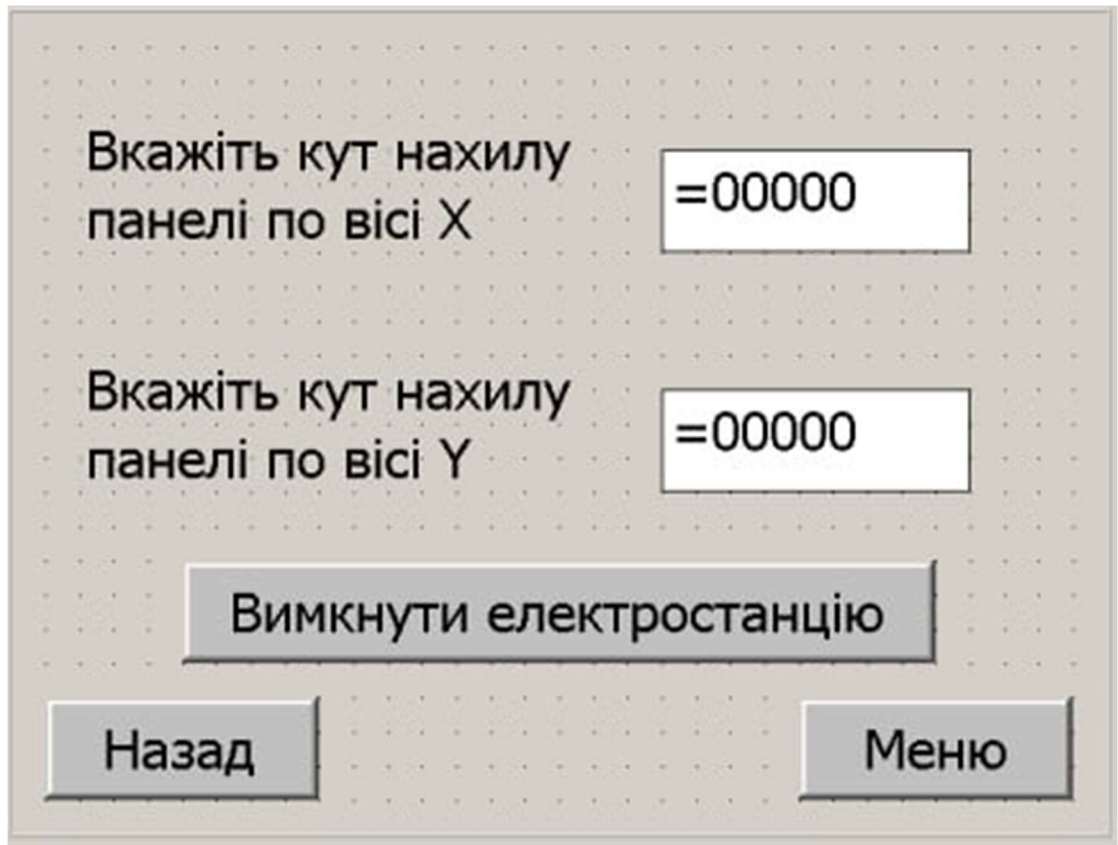 Вкажіть кут нахилу
панелі по вісі X
=00000
Вкажіть кут нахилу
панелі по вісі Y
=00000
Вимкнути електростанцію
Назад
Меню